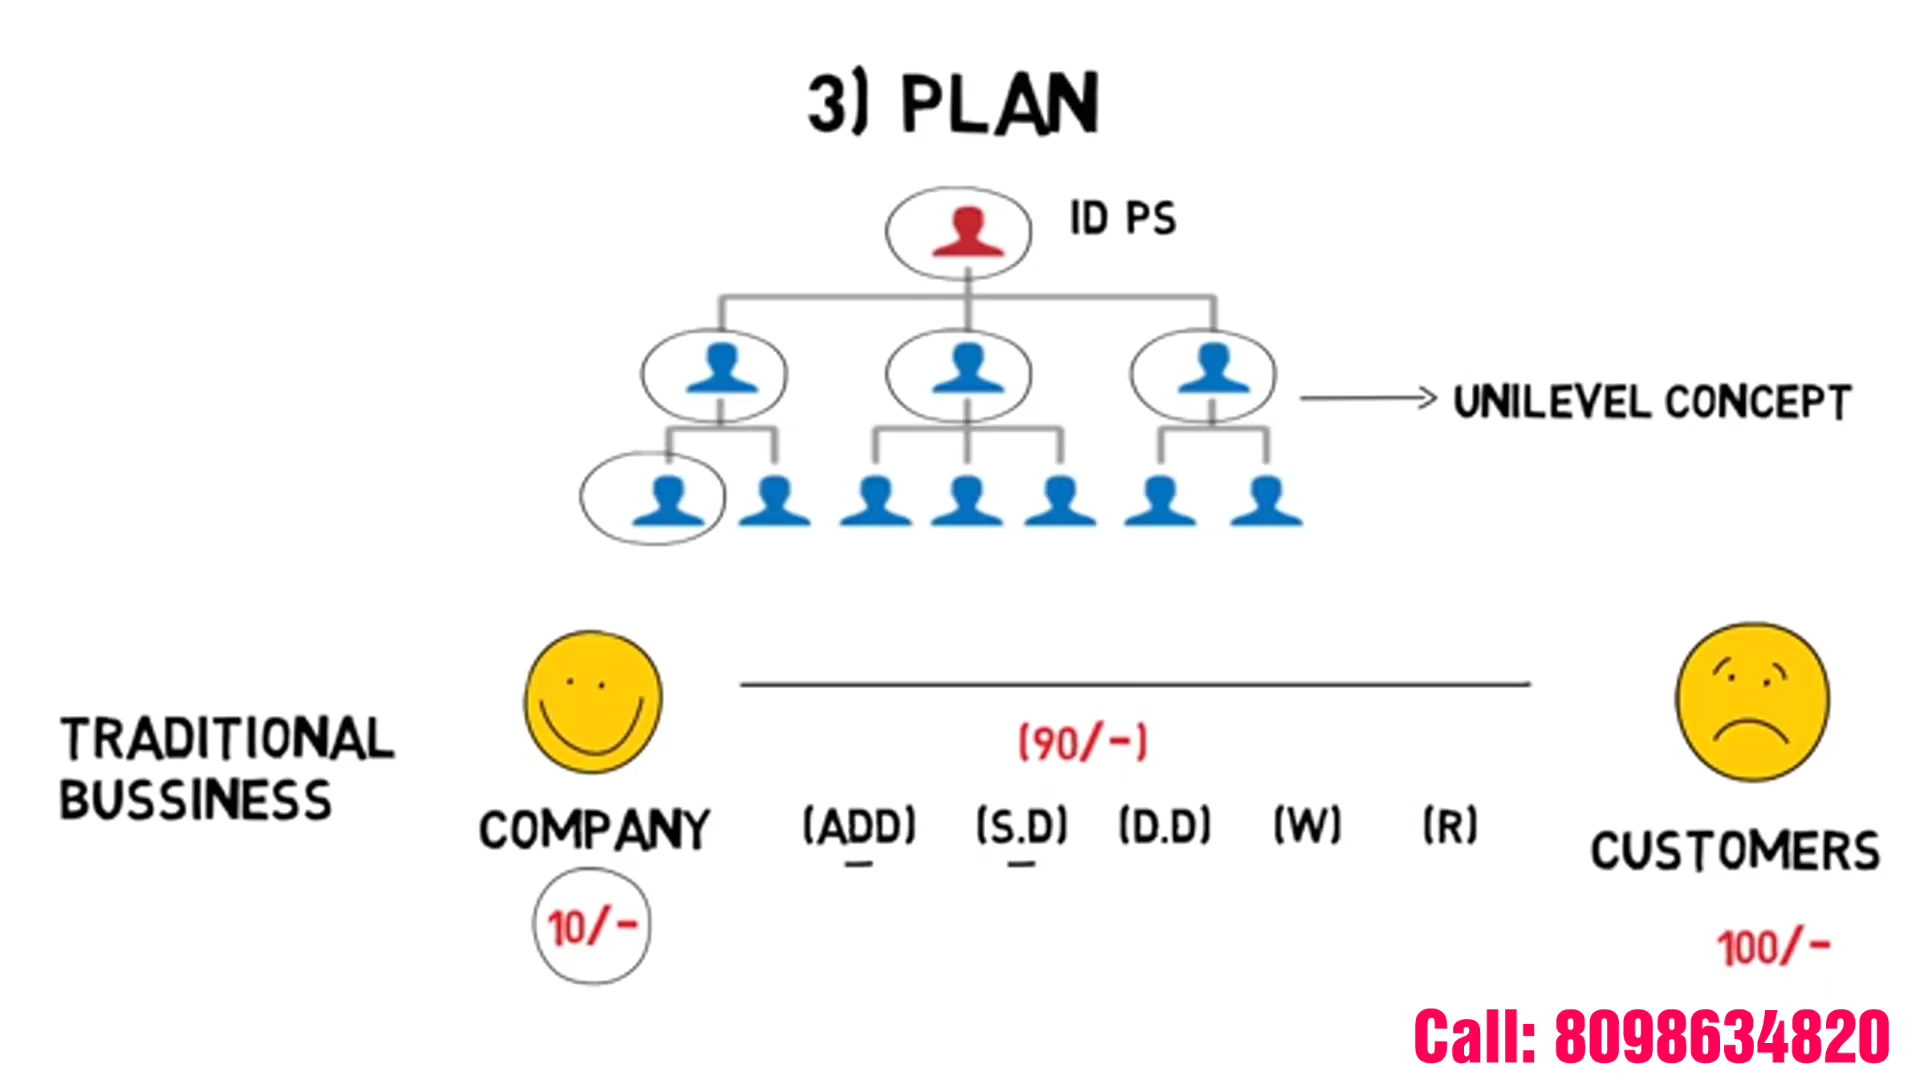 3) PLAN
ID PS
UNILEVEL CONCEPT
TRADITIONAL
BUSSINESS
(90/-)
COMPANY
(ADD) (S.D) (D.D) (W) (R)
CUSTOMERS
10/-
100/-
Call: 8098634820